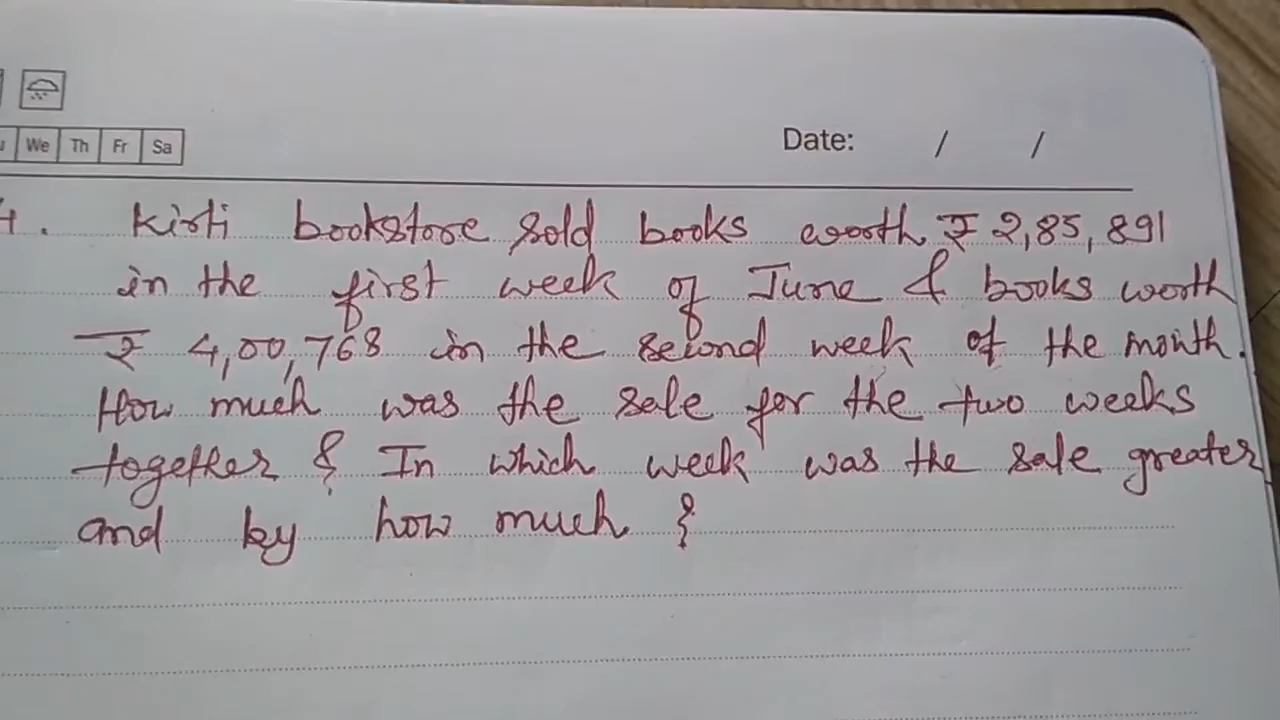 We Th Fr Sa
Date: / /
4. Kirti bookstore sold books worth ₹ 2,85,891
in the first week of June & books worth
₹ 4,00,768 in the second week of the month.
How much was the sale for the two weeks
together ? In which week was the sale greater
and by how much ?